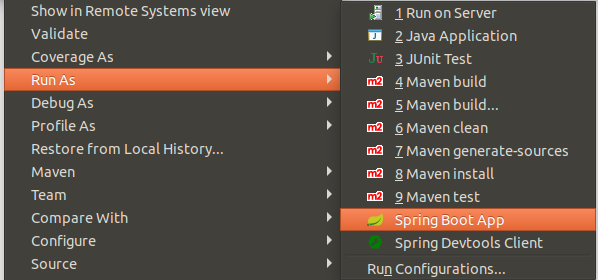 Show in Remote Systems view
Validate
Coverage As
Run As
Debug As
Profile As
Restore from Local History...
Maven
Team
Compare With
Configure
Source
1 Run on Server
2 Java Application
3 JUnit Test
4 Maven build
5 Maven build...
6 Maven clean
7 Maven generate-sources
8 Maven install
9 Maven test
Spring Boot App
Spring Devtools Client
Run Configurations...